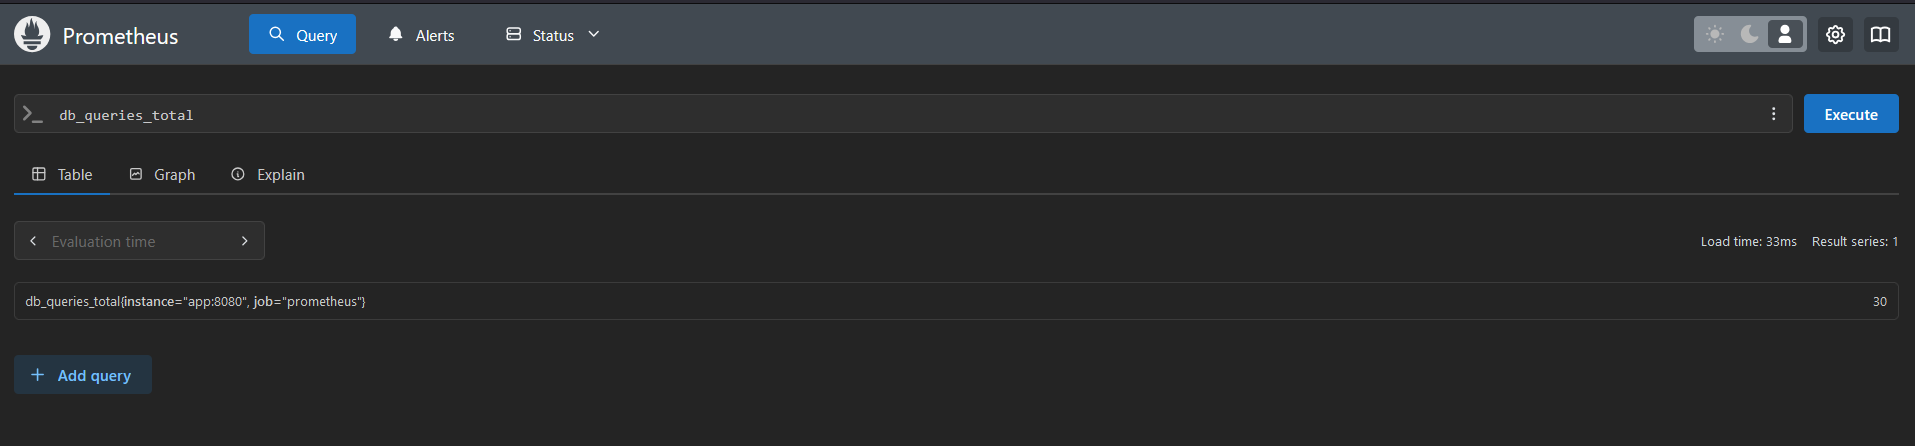 Prometheus Query Alerts Status
db_queries_total Execute
Table Graph Explain
Evaluation time Load time: 33ms Result series: 1
db_queries_total{instance="app:8080", job="prometheus"} 30
Add query